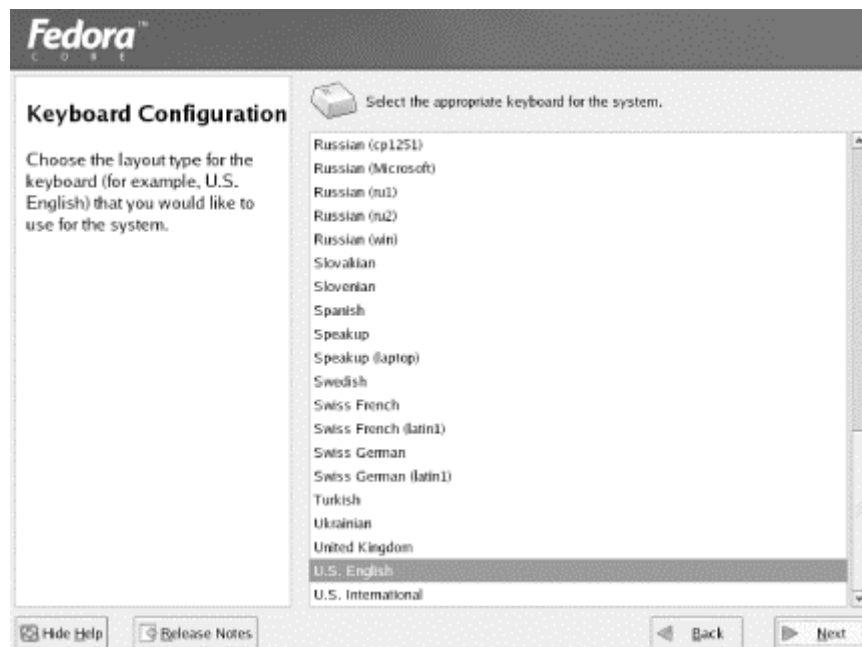 Fedora™
CORE
Keyboard Configuration
Choose the layout type for the
keyboard (for example, U.S.
English) that you would like to
use for the system.
Select the appropriate keyboard for the system.
Russian (cp1251)
Russian (Microsoft)
Russian (ru1)
Russian (ru2)
Russian (win)
Slovakian
Slovenian
Spanish
Speakup
Speakup (laptop)
Swedish
Swiss French
Swiss French (latin1)
Swiss German
Swiss German (latin1)
Turkish
Ukrainian
United Kingdom
U.S. English
U.S. International
Hide Help
Release Notes
Back
Next